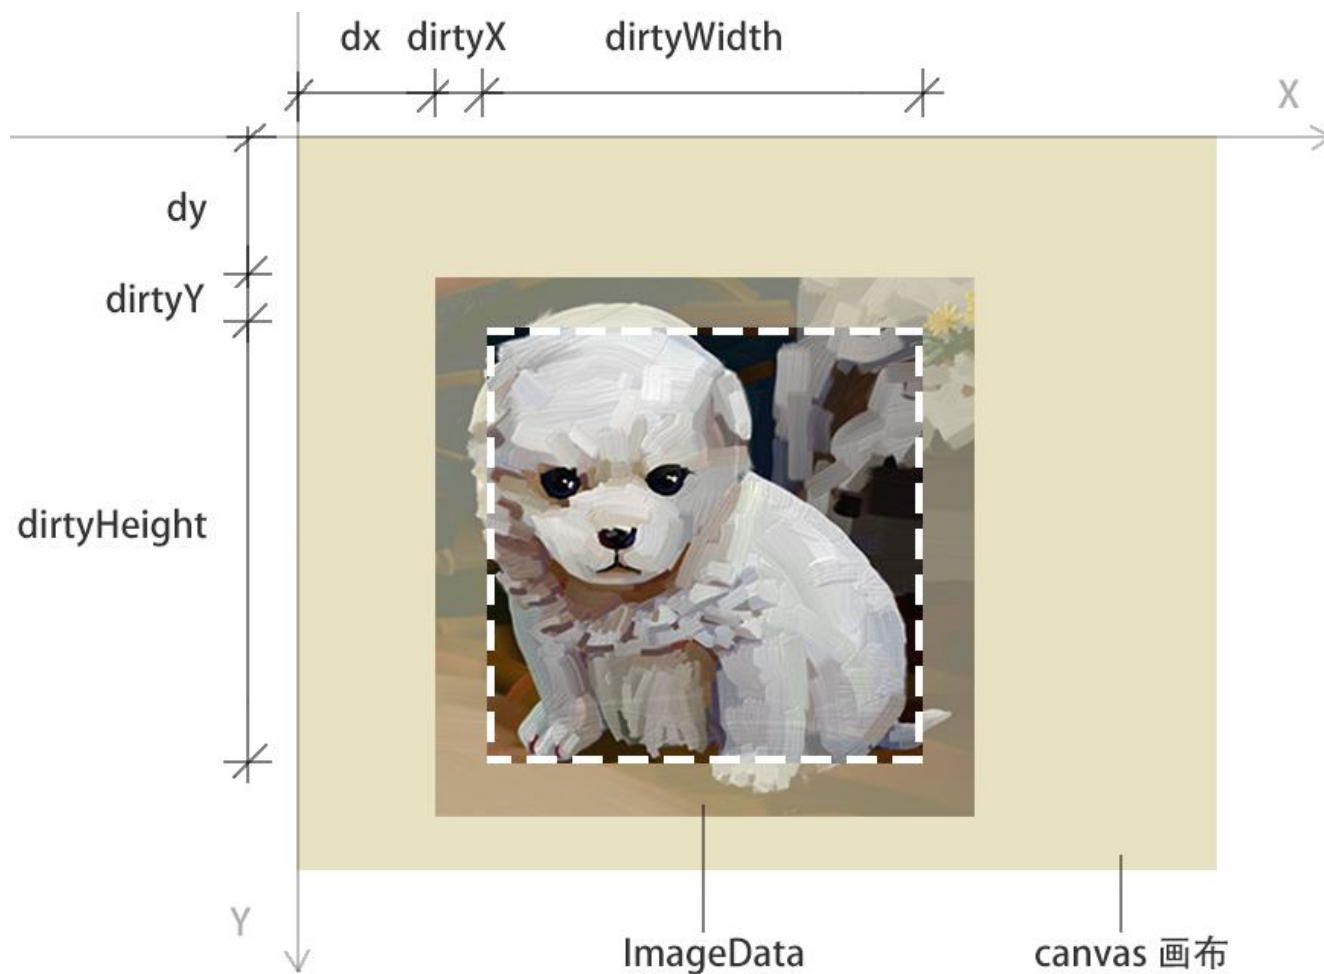 dx dirtyX dirtyWidth
X
dy
dirtyY
dirtyHeight
Y
ImageData canvas 画布